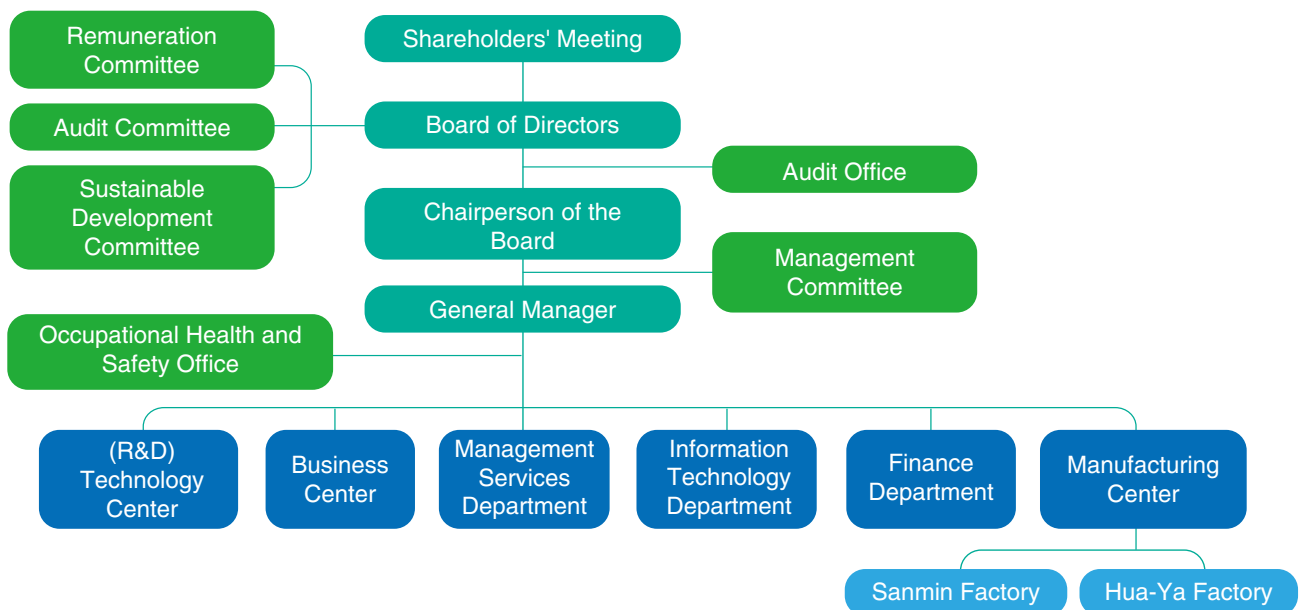 Remuneration
Committee
Shareholders' Meeting
Audit Committee
Board of Directors
Sustainable
Development
Committee
Audit Office
Chairperson of the
Board
Management
Committee
General Manager
Occupational Health and
Safety Office
(R&D)
Technology
Center
Business
Center
Management
Services
Department
Information
Technology
Department
Finance
Department
Manufacturing
Center
Sanmin Factory
Hua-Ya Factory